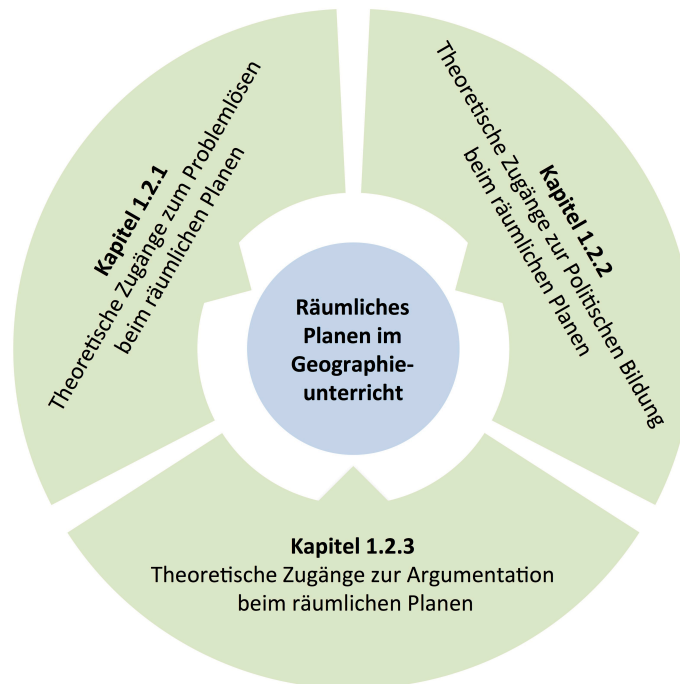 Kapitel 1.2.1
Theoretische Zugänge zum Problemlösen
beim räumlichen Planen
Kapitel 1.2.2
Theoretische Zugänge zur Politischen Bildung
beim räumlichen Planen
Räumliches
Planen im
Geographie-
unterricht
Kapitel 1.2.3
Theoretische Zugänge zur Argumentation
beim räumlichen Planen